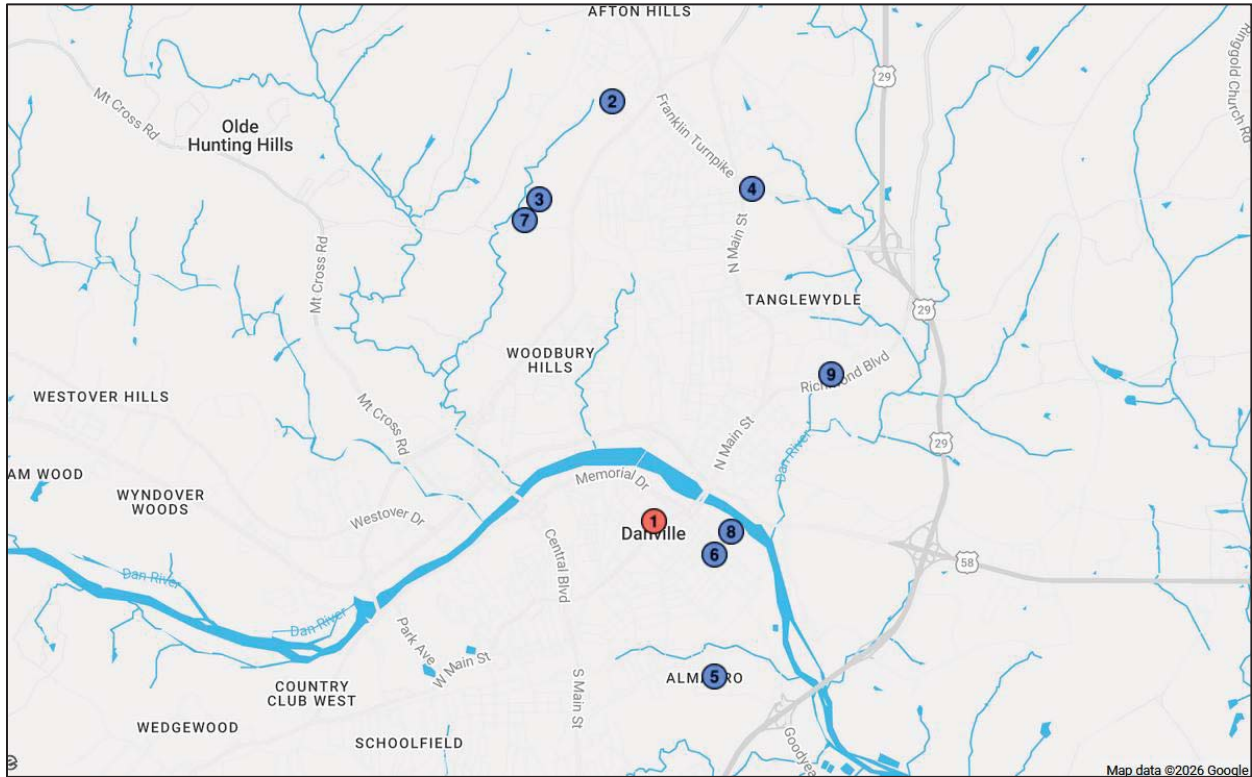 AFTON HILLS
Ringgold Church Rd
29
2
Mt Cross Rd
Olde
Hunting Hills
Franklin Turnpike
4
3
7
N Main St
Mt Cross Rd
TANGLEWYDLE
29
WOODBURY
HILLS
9
Richmond Blvd
WESTOVER HILLS
Mt Cross Rd
N Main St
29
Dan River
AM WOOD
Memorial Dr
WYNDOVER
WOODS
Westover Dr
1
Danville
8
6
Central Blvd
58
Dan River
Dan River
Park Ave
W Main St
S Main St
5
COUNTRY
CLUB WEST
WEDGEWOOD
SCHOOLFIELD
Map data ©2026 Google